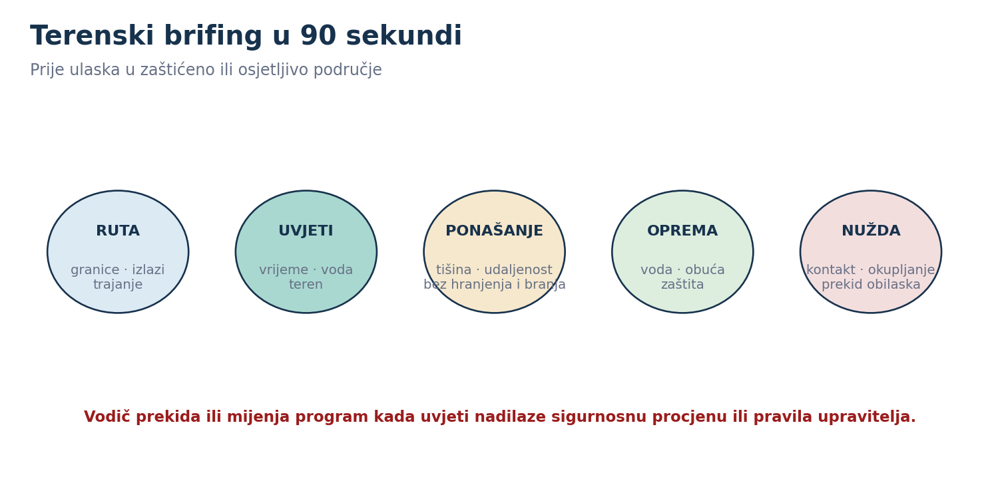 Terenski brifing u 90 sekundi
Prije ulaska u zaštićeno ili osjetljivo područje
RUTA
granice · izlazi
trajanje
UVJETI
vrijeme · voda
teren
PONAŠANJE
tišina · udaljenost
bez hranjenja i branja
OPREMA
voda · obuća
zaštita
NUŽDA
kontakt · okupljanje
prekid obilaska
Vodič prekida ili mijenja program kada uvjeti nadilaze sigurnosnu procjenu ili pravila upravitelja.